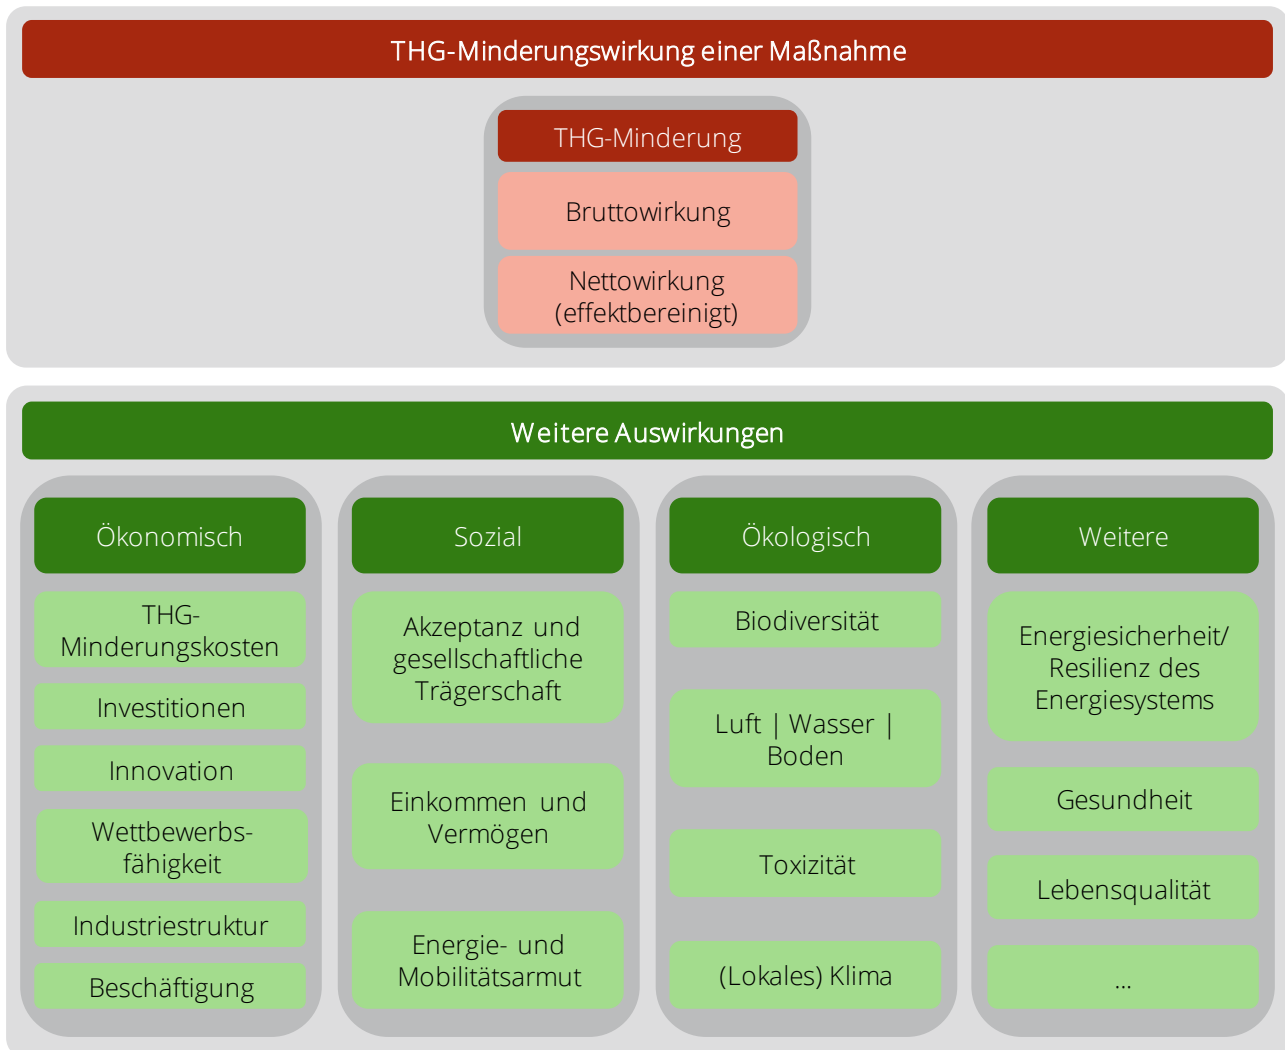 THG-Minderungswirkung einer Maßnahme
THG-Minderung
Bruttowirkung
Nettowirkung
(effektbereinigt)
Weitere Auswirkungen
Ökonomisch
THG-
Minderungskosten
Investitionen
Innovation
Wettbewerbs-
fähigkeit
Industriestruktur
Beschäftigung
Sozial
Akzeptanz und
gesellschaftliche
Trägerschaft
Einkommen und
Vermögen
Energie- und
Mobilitätsarmut
Ökologisch
Biodiversität
Luft | Wasser |
Boden
Toxizität
(Lokales) Klima
Weitere
Energiesicherheit/
Resilienz des
Energiesystems
Gesundheit
Lebensqualität
...